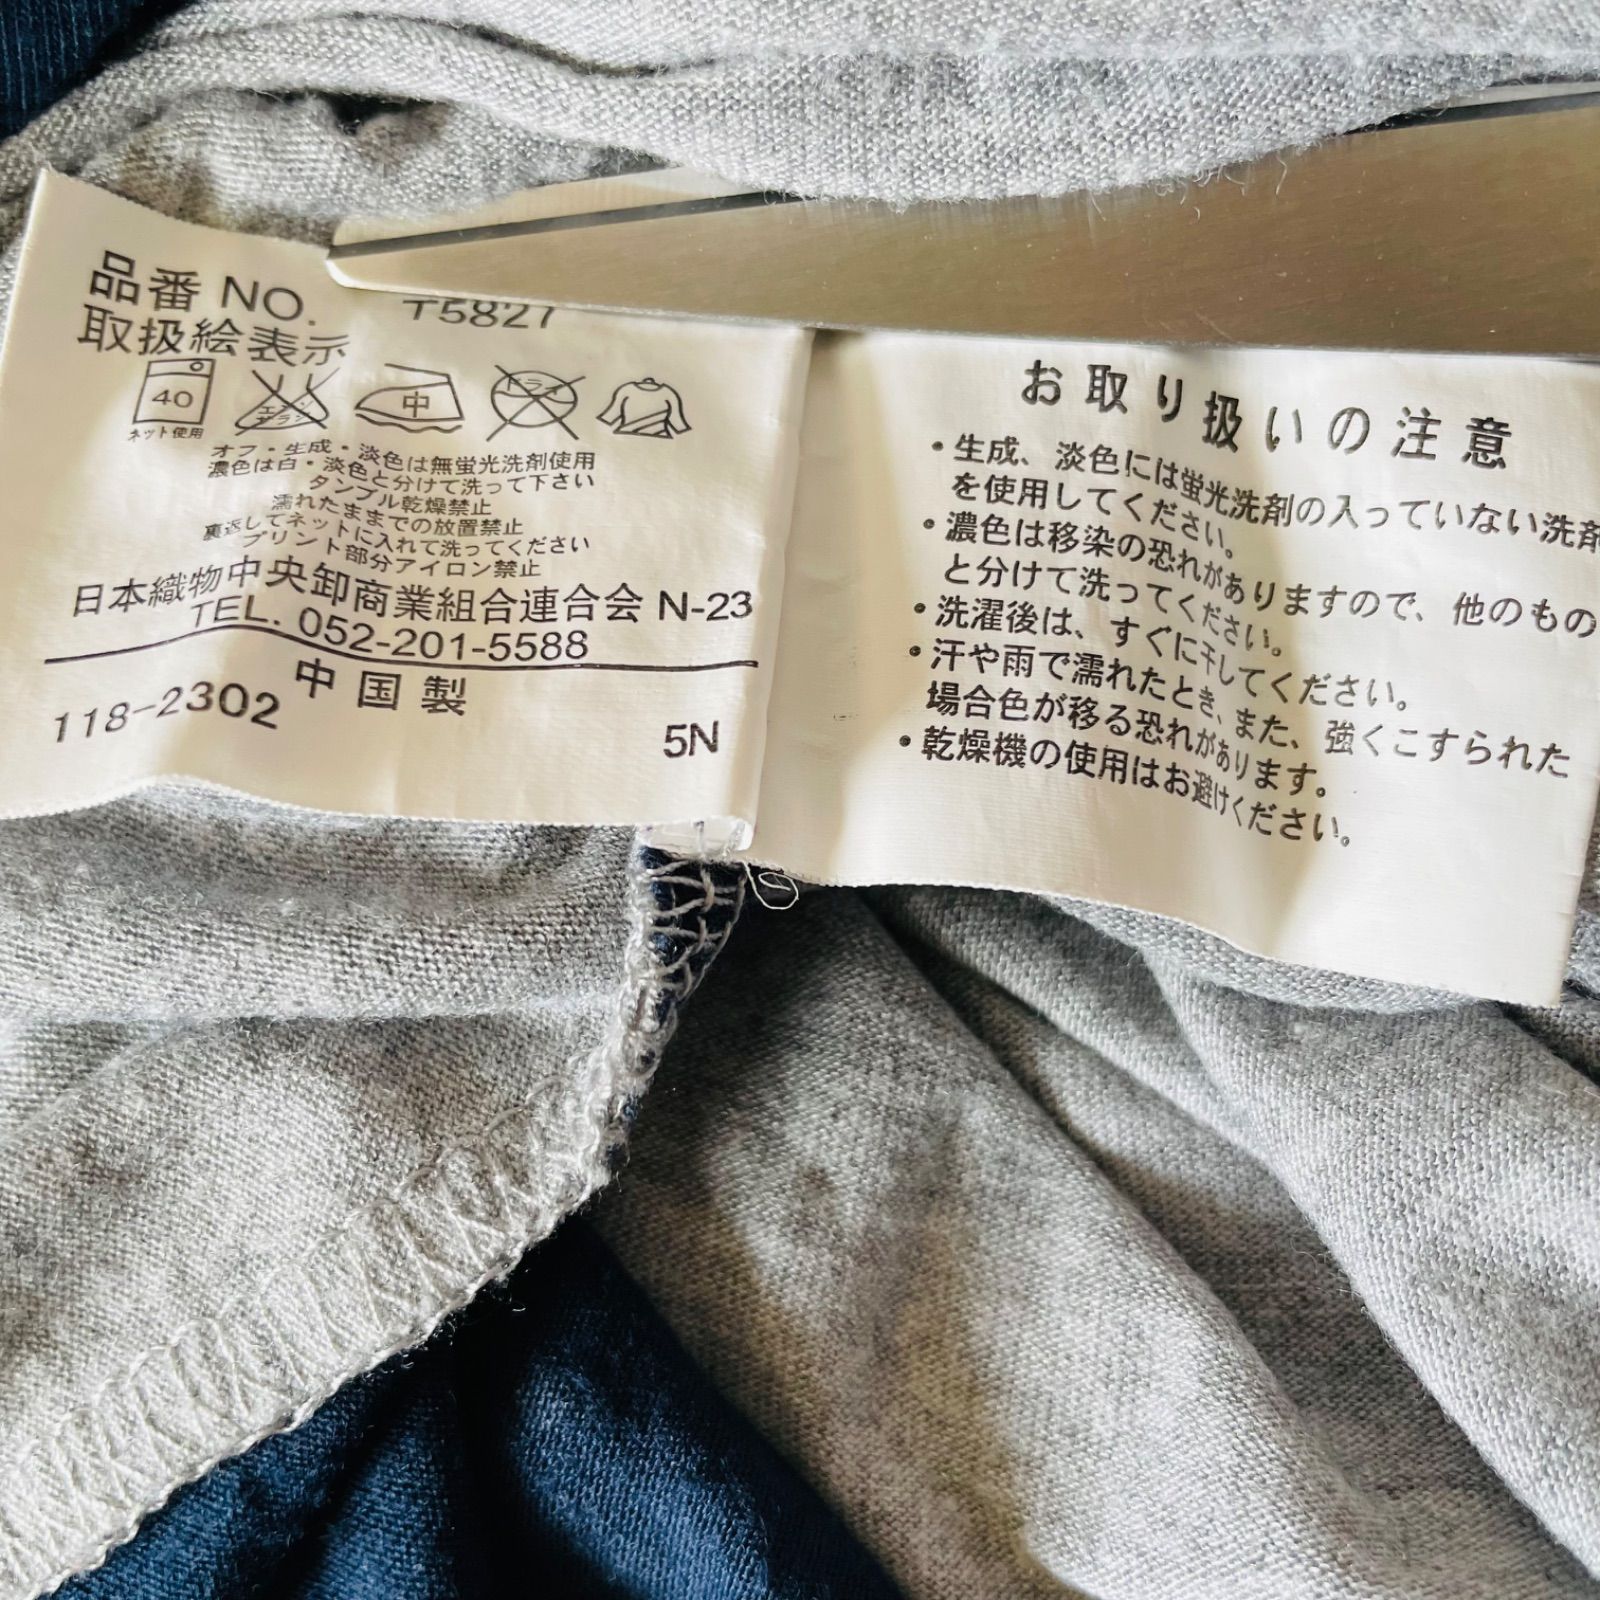 品番 NO. T5827
取扱絵表示
40 エンソ サラシ 中 ドライ
ネット使用
オフ・生成・淡色は無蛍光洗剤使用
濃色は白・淡色と分けて洗って下さい
タンブル乾燥禁止
濡れたままでの放置禁止
裏返してネットに入れて洗ってください
プリント部分アイロン禁止
日本織物中央卸商業組合連合会 N-23
TEL. 052-201-5588
中国製
118-2302
5N
お取り扱いの注意
・生成、淡色には蛍光洗剤の入っていない洗剤
を使用してください。
・濃色は移染の恐れがありますので、他のもの
と分けて洗ってください。
・洗濯後は、すぐに干してください。
・汗や雨で濡れたとき、また、強くこすられた
場合色が移る恐れがあります。
・乾燥機の使用はお避けください。